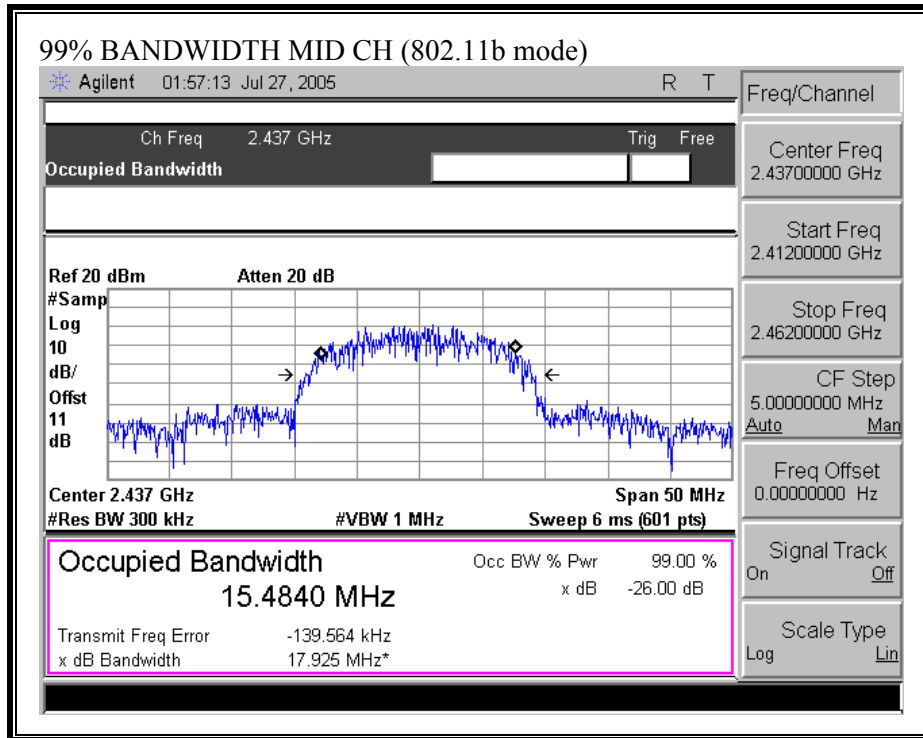 99% BANDWIDTH MID CH (802.11b mode)
Agilent 01:57:13 Jul 27, 2005 R T
Freq/Channel
Ch Freq 2.437 GHz Trig Free
Occupied Bandwidth
Center Freq
2.43700000 GHz
Start Freq
2.41200000 GHz
Stop Freq
2.46200000 GHz
CF Step
5.00000000 MHz
Auto Man
Freq Offset
0.00000000 Hz
Signal Track
On Off
Scale Type
Log Lin
Ref 20 dBm Atten 20 dB
#Samp
Log
10
dB/
Offst
11
dB
Center 2.437 GHz Span 50 MHz
#Res BW 300 kHz #VBW 1 MHz Sweep 6 ms (601 pts)
Occupied Bandwidth Occ BW % Pwr 99.00 %
15.4840 MHz x dB -26.00 dB
Transmit Freq Error -139.564 kHz
x dB Bandwidth 17.925 MHz*